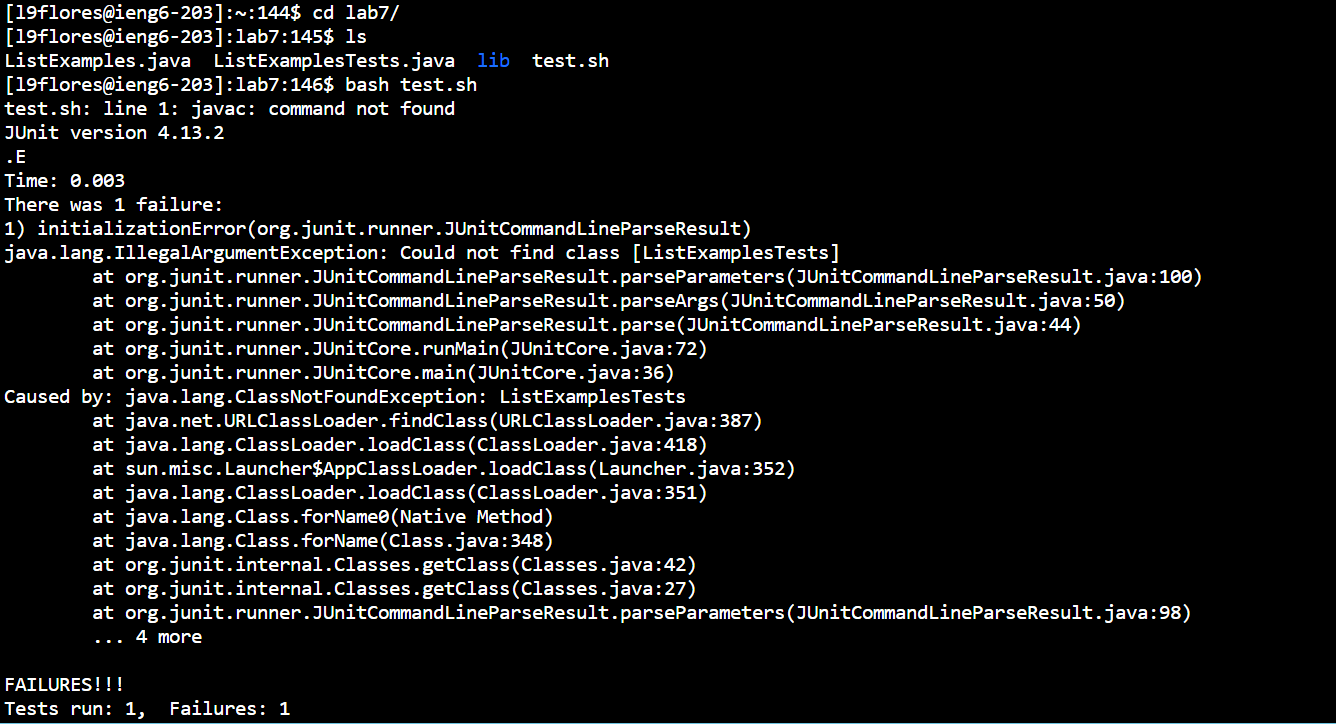 [l9flores@ieng6-203]:~:144$ cd lab7/
[l9flores@ieng6-203]:lab7:145$ ls
ListExamples.java  ListExamplesTests.java  lib  test.sh
[l9flores@ieng6-203]:lab7:146$ bash test.sh
test.sh: line 1: javac: command not found
JUnit version 4.13.2
.E
Time: 0.003
There was 1 failure:
1) initializationError(org.junit.runner.JUnitCommandLineParseResult)
java.lang.IllegalArgumentException: Could not find class [ListExamplesTests]
        at org.junit.runner.JUnitCommandLineParseResult.parseParameters(JUnitCommandLineParseResult.java:100)
        at org.junit.runner.JUnitCommandLineParseResult.parseArgs(JUnitCommandLineParseResult.java:50)
        at org.junit.runner.JUnitCommandLineParseResult.parse(JUnitCommandLineParseResult.java:44)
        at org.junit.runner.JUnitCore.runMain(JUnitCore.java:72)
        at org.junit.runner.JUnitCore.main(JUnitCore.java:36)
Caused by: java.lang.ClassNotFoundException: ListExamplesTests
        at java.net.URLClassLoader.findClass(URLClassLoader.java:387)
        at java.lang.ClassLoader.loadClass(ClassLoader.java:418)
        at sun.misc.Launcher$AppClassLoader.loadClass(Launcher.java:352)
        at java.lang.ClassLoader.loadClass(ClassLoader.java:351)
        at java.lang.Class.forName0(Native Method)
        at java.lang.Class.forName(Class.java:348)
        at org.junit.internal.Classes.getClass(Classes.java:42)
        at org.junit.internal.Classes.getClass(Classes.java:27)
        at org.junit.runner.JUnitCommandLineParseResult.parseParameters(JUnitCommandLineParseResult.java:98)
        ... 4 more

FAILURES!!!
Tests run: 1,  Failures: 1